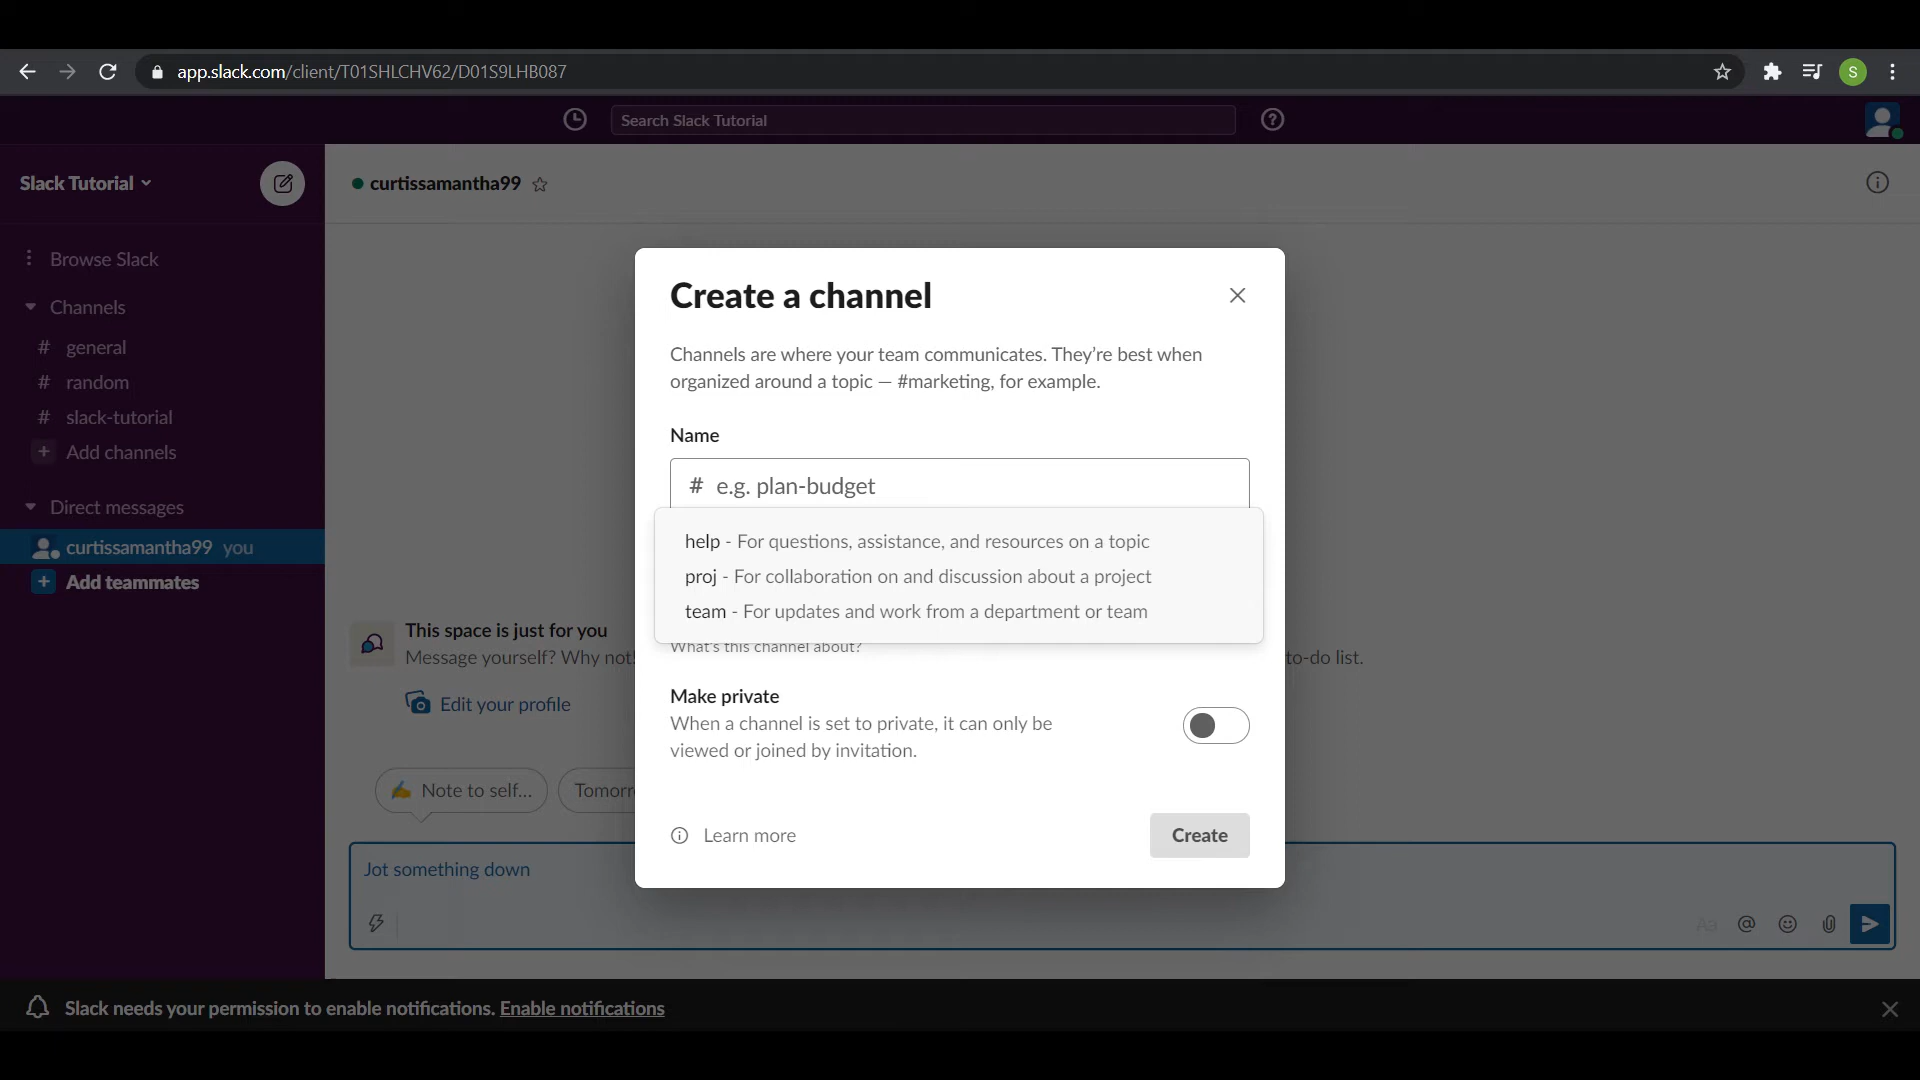 app.slack.com/client/T01SHLCHV62/D01S9LHB087
S
Search Slack Tutorial
Slack Tutorial
curtissamantha99
Browse Slack
Channels
# general
# random
# slack-tutorial
+ Add channels
Direct messages
curtissamantha99 you
+ Add teammates
Create a channel
Channels are where your team communicates. They're best when
organized around a topic — #marketing, for example.
Name
# e.g. plan-budget
help - For questions, assistance, and resources on a topic
proj - For collaboration on and discussion about a project
team - For updates and work from a department or team
What's this channel about?
This space is just for you
Message yourself? Why not!
to-do list.
Edit your profile
Make private
When a channel is set to private, it can only be
viewed or joined by invitation.
Note to self...
Learn more
Create
Jot something down
Aa @
Slack needs your permission to enable notifications. Enable notifications